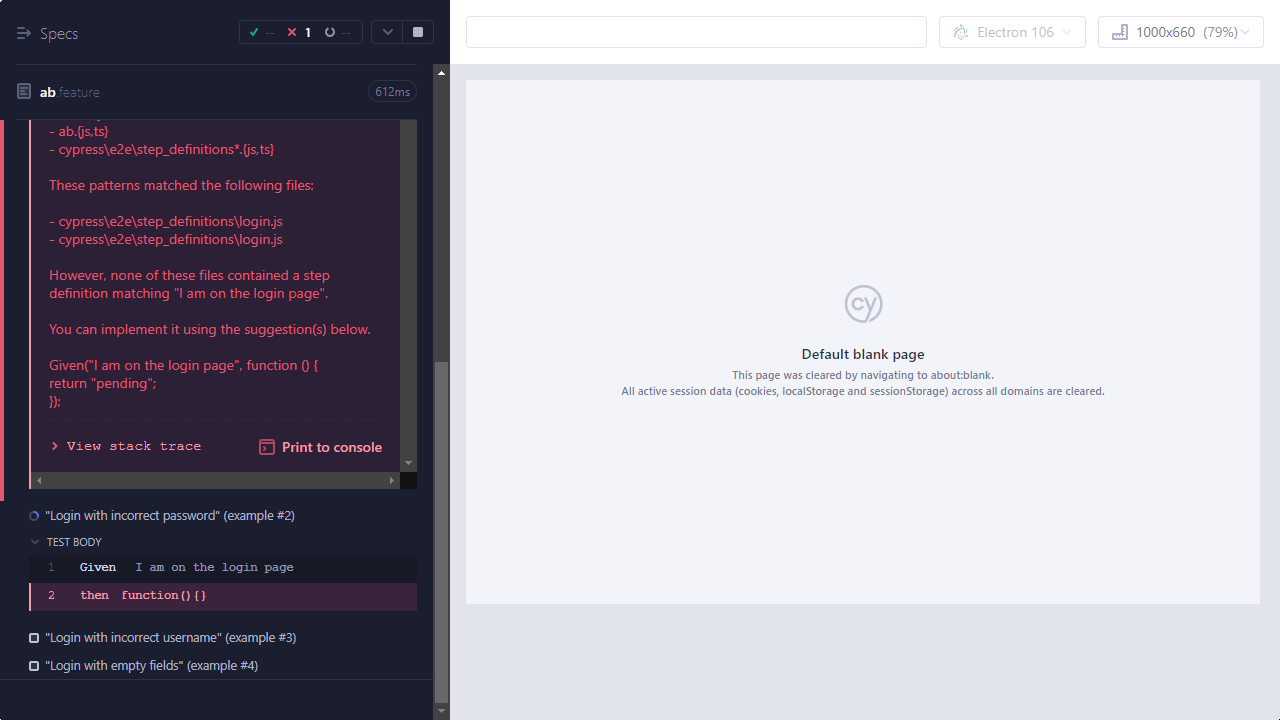 Specs
--
1
--
Electron 106
1000x660 (79%)
ab.feature
612ms
- ab.{js,ts}
- cypress\e2e\step_definitions*.{js,ts}
These patterns matched the following files:
- cypress\e2e\step_definitions\login.js
- cypress\e2e\step_definitions\login.js
However, none of these files contained a step
definition matching "I am on the login page".
You can implement it using the suggestion(s) below.
Given("I am on the login page", function () {
return "pending";
});
View stack trace
Print to console
"Login with incorrect password" (example #2)
TEST BODY
1 Given I am on the login page
2 then function(){}
"Login with incorrect username" (example #3)
"Login with empty fields" (example #4)
cy
Default blank page
This page was cleared by navigating to about:blank.
All active session data (cookies, localStorage and sessionStorage) across all domains are cleared.